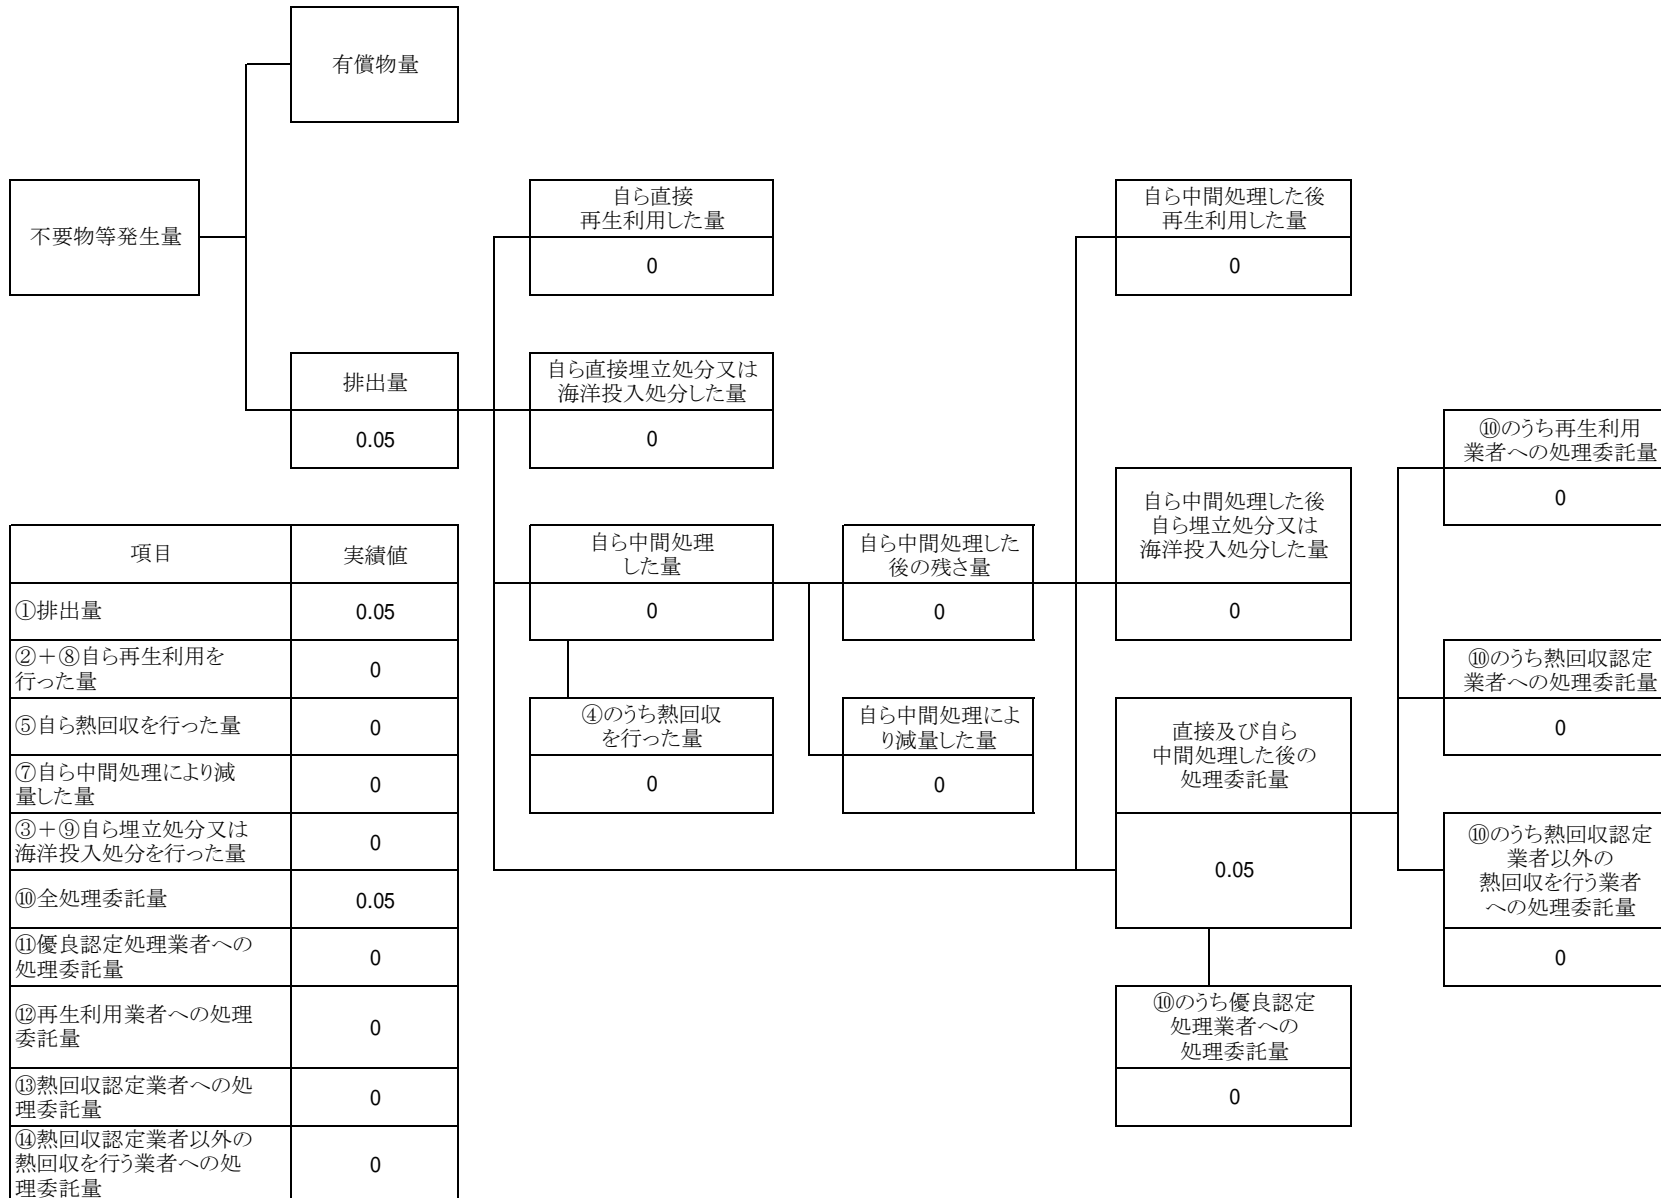 有償物量
不要物等発生量
自ら直接
再生利用した量
0
自ら中間処理した後
再生利用した量
0
排出量
0.05
自ら直接埋立処分又は
海洋投入処分した量
0
⑩のうち再生利用
業者への処理委託量
0
自ら中間処理
した量
0
自ら中間処理した
後の残さ量
0
自ら中間処理した後
自ら埋立処分又は
海洋投入処分した量
0
⑩のうち熱回収認定
業者への処理委託量
0
④のうち熱回収
を行った量
0
自ら中間処理によ
り減量した量
0
直接及び自ら
中間処理した後の
処理委託量
0.05
⑩のうち熱回収認定
業者以外の
熱回収を行う業者
への処理委託量
0
⑩のうち優良認定
処理業者への
処理委託量
0
項目 実績値
①排出量 0.05
②＋⑧自ら再生利用を
行った量 0
⑤自ら熱回収を行った量 0
⑦自ら中間処理により減
量した量 0
③＋⑨自ら埋立処分又は
海洋投入処分を行った量 0
⑩全処理委託量 0.05
⑪優良認定処理業者への
処理委託量 0
⑫再生利用業者への処理
委託量 0
⑬熱回収認定業者への処
理委託量 0
⑭熱回収認定業者以外の
熱回収を行う業者への処
理委託量 0